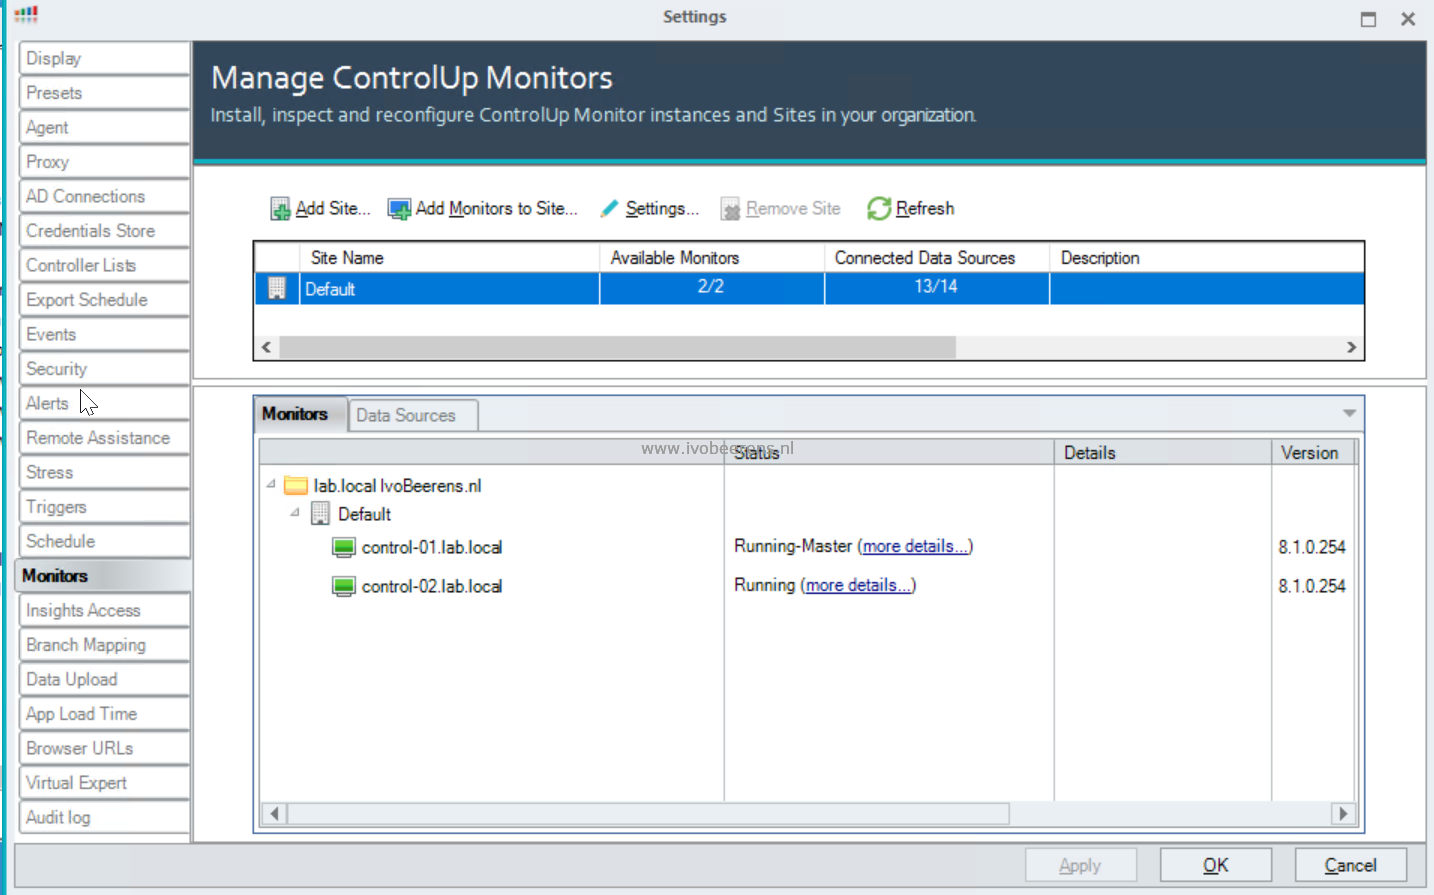 Settings
Display
Presets
Agent
Proxy
AD Connections
Credentials Store
Controller Lists
Export Schedule
Events
Security
Alerts
Remote Assistance
Stress
Triggers
Schedule
Monitors
Insights Access
Branch Mapping
Data Upload
App Load Time
Browser URLs
Virtual Expert
Audit log
Manage ControlUp Monitors
Install, inspect and reconfigure ControlUp Monitor instances and Sites in your organization.
Add Site... Add Monitors to Site... Settings... Remove Site Refresh
Site Name Available Monitors Connected Data Sources Description
Default 2/2 13/14
Monitors Data Sources
www.ivobeerens.nl
Status Details Version
lab.local IvoBeerens.nl
Default
control-01.lab.local Running-Master (more details...) 8.1.0.254
control-02.lab.local Running (more details...) 8.1.0.254
Apply OK Cancel